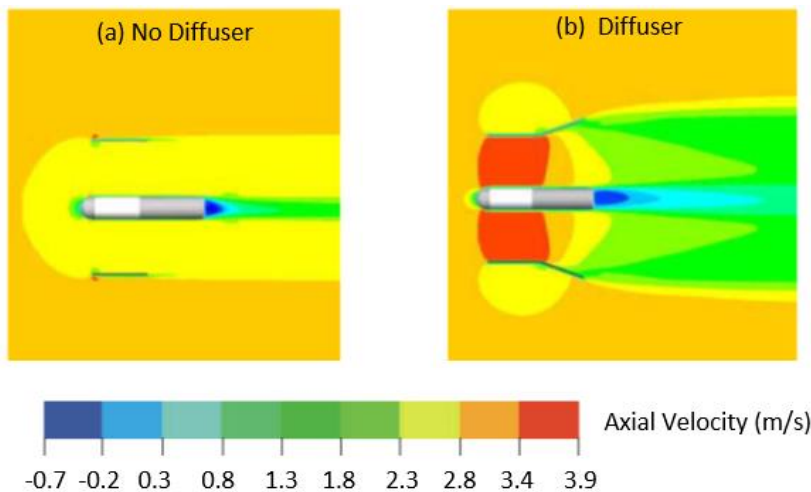 (a) No Diffuser
(b) Diffuser
Axial Velocity (m/s)
-0.7 -0.2 0.3 0.8 1.3 1.8 2.3 2.8 3.4 3.9